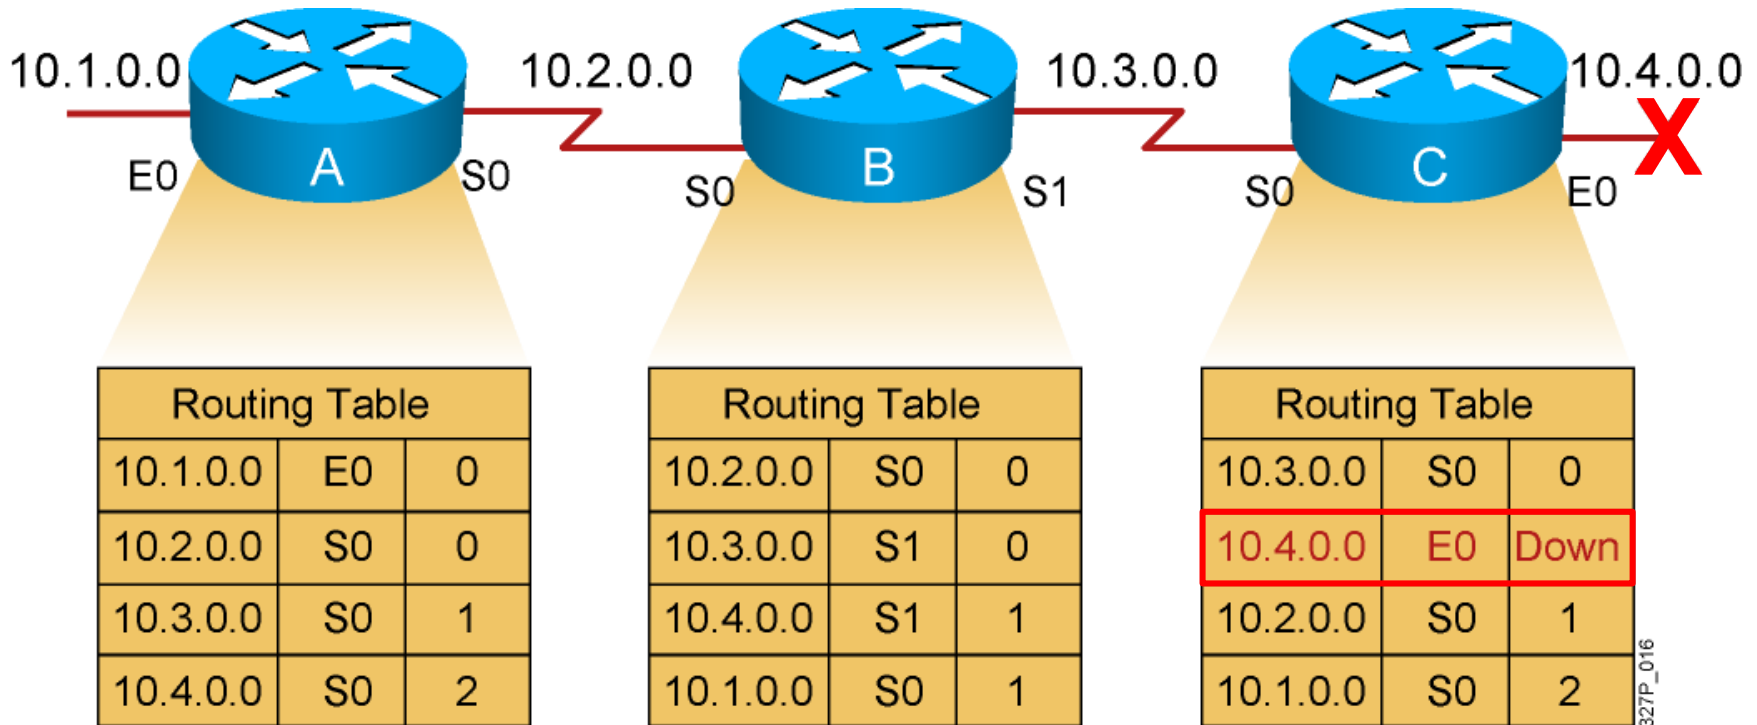 10.1.0.0 10.2.0.0 10.3.0.0 10.4.0.0
A B C
E0 S0 S0 S1 S0 E0
X
Routing Table
10.1.0.0 E0 0
10.2.0.0 S0 0
10.3.0.0 S0 1
10.4.0.0 S0 2
Routing Table
10.2.0.0 S0 0
10.3.0.0 S1 0
10.4.0.0 S1 1
10.1.0.0 S0 1
Routing Table
10.3.0.0 S0 0
10.4.0.0 E0 Down
10.2.0.0 S0 1
10.1.0.0 S0 2
327P_016